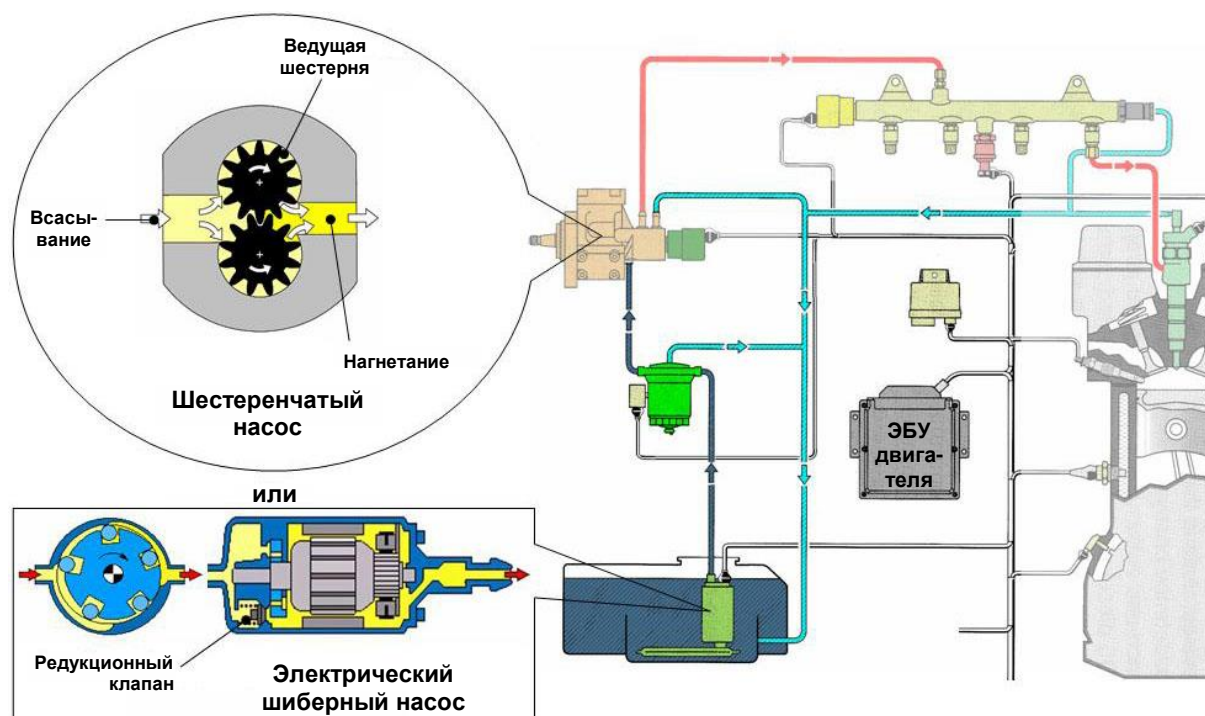 Ведущая
шестерня
Всасы-
вание
Нагнетание
Шестеренчатый
насос
или
ЭБУ
двига-
теля
Редукционный
клапан
Электрический
шиберный насос